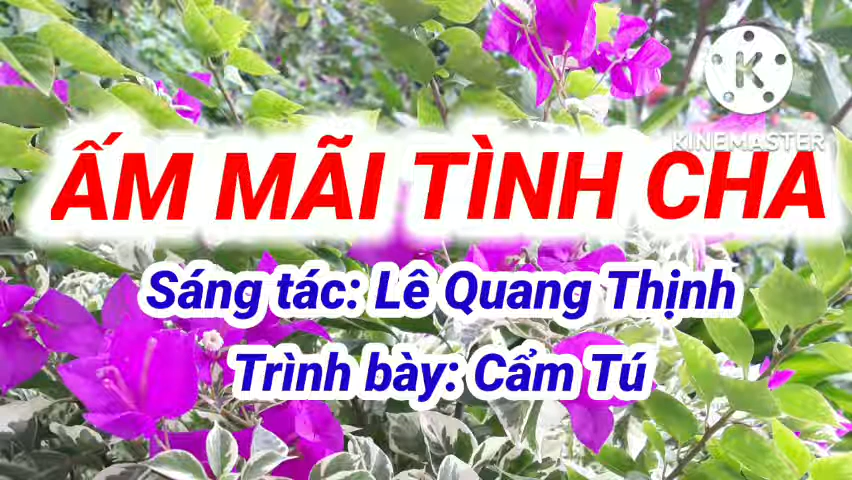 KINEMASTER
ẤM MÃI TÌNH CHA
Sáng tác: Lê Quang Thịnh
Trình bày: Cẩm Tú